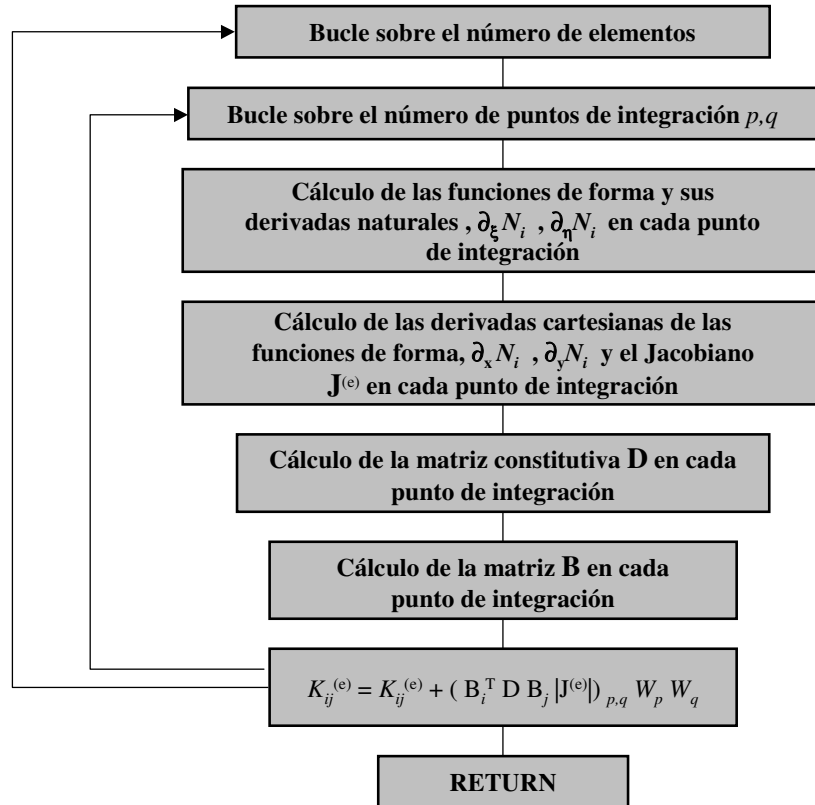 Bucle sobre el número de elementos
Bucle sobre el número de puntos de integración p,q
Cálculo de las funciones de forma y sus
derivadas naturales , ∂ξNᵢ , ∂ηNᵢ en cada punto
de integración
Cálculo de las derivadas cartesianas de las
funciones de forma, ∂ₓNᵢ , ∂yNᵢ y el Jacobiano
J⁽ᵉ⁾ en cada punto de integración
Cálculo de la matriz constitutiva D en cada
punto de integración
Cálculo de la matriz B en cada
punto de integración
Kᵢⱼ⁽ᵉ⁾ = Kᵢⱼ⁽ᵉ⁾ + ( Bᵢᵀ D Bⱼ |J⁽ᵉ⁾|) p,q Wp Wq
RETURN